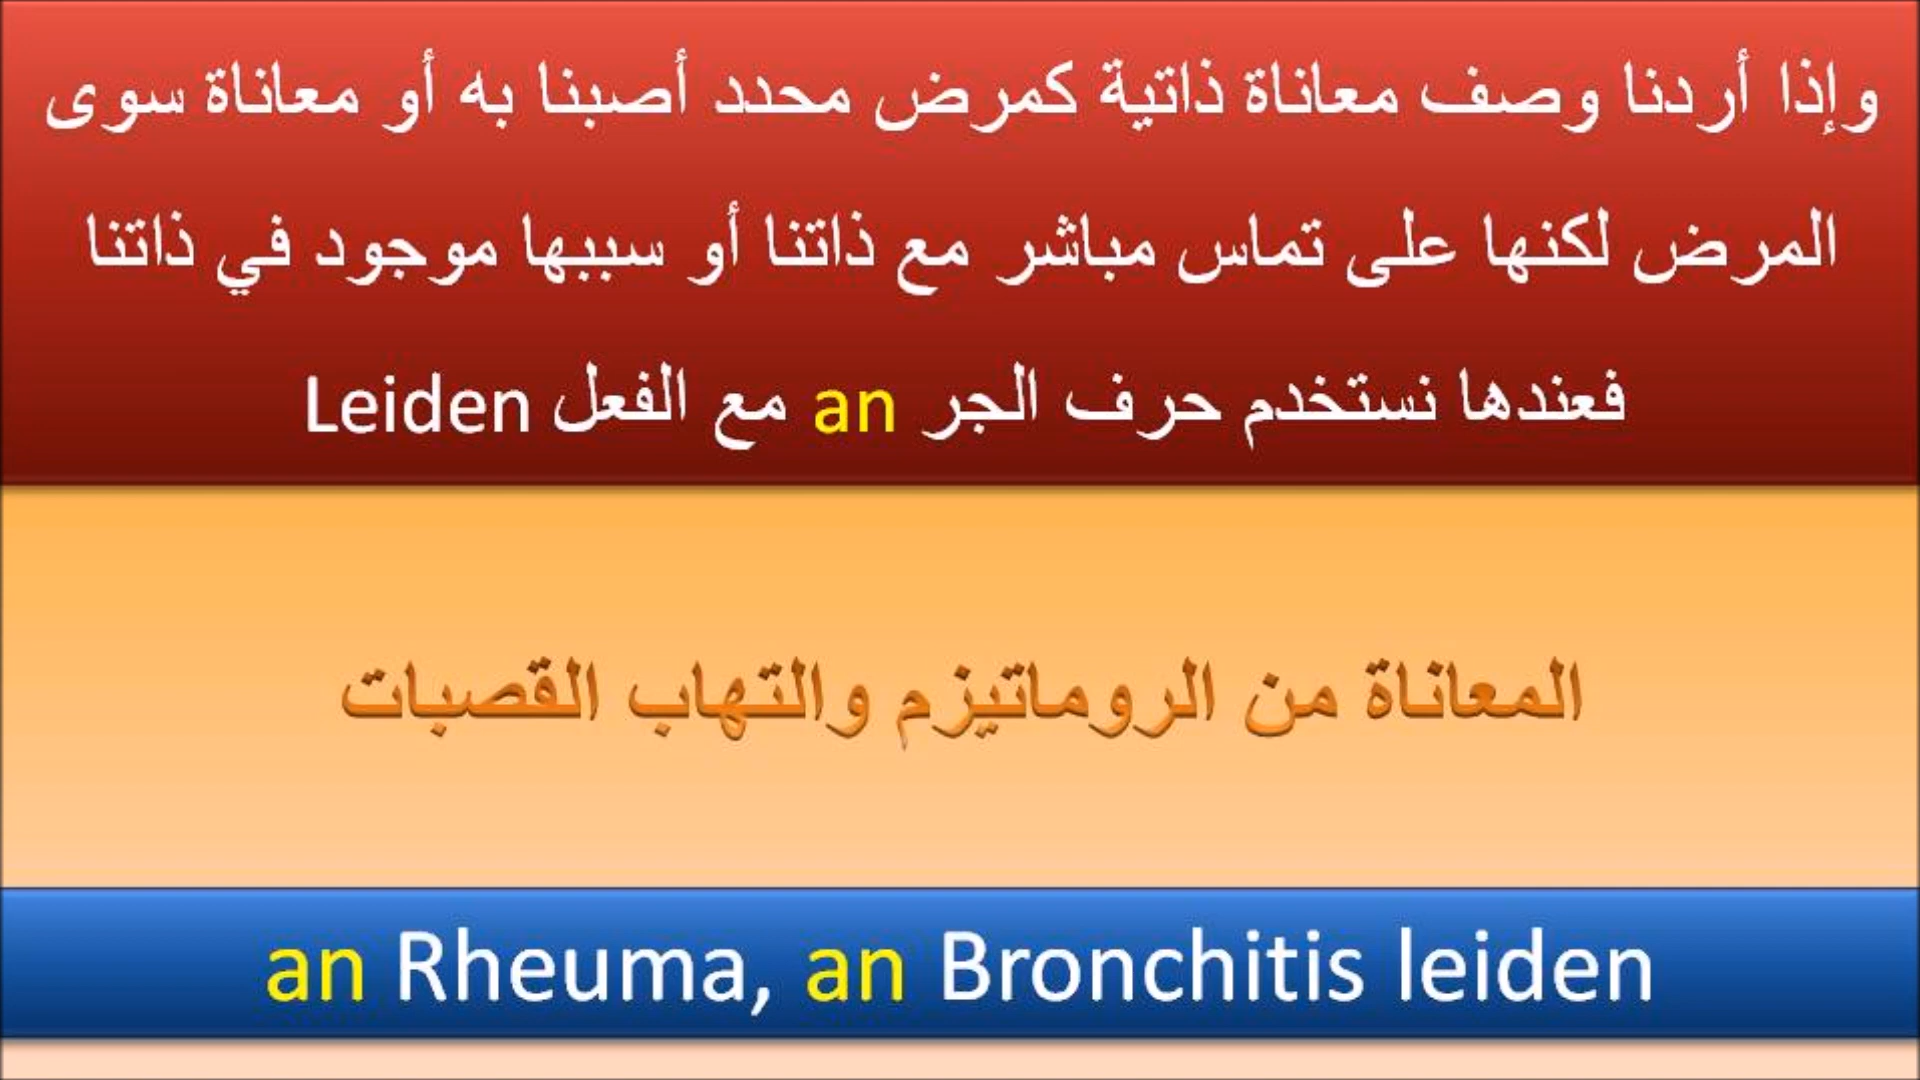 وإذا أردنا وصف معاناة ذاتية كمرض محدد أصبنا به أو معاناة سوى
المرض لكنها على تماس مباشر مع ذاتنا أو سببها موجود في ذاتنا
فعندها نستخدم حرف الجر an مع الفعل Leiden
المعاناة من الروماتيزم والتهاب القصبات
an Rheuma, an Bronchitis leiden